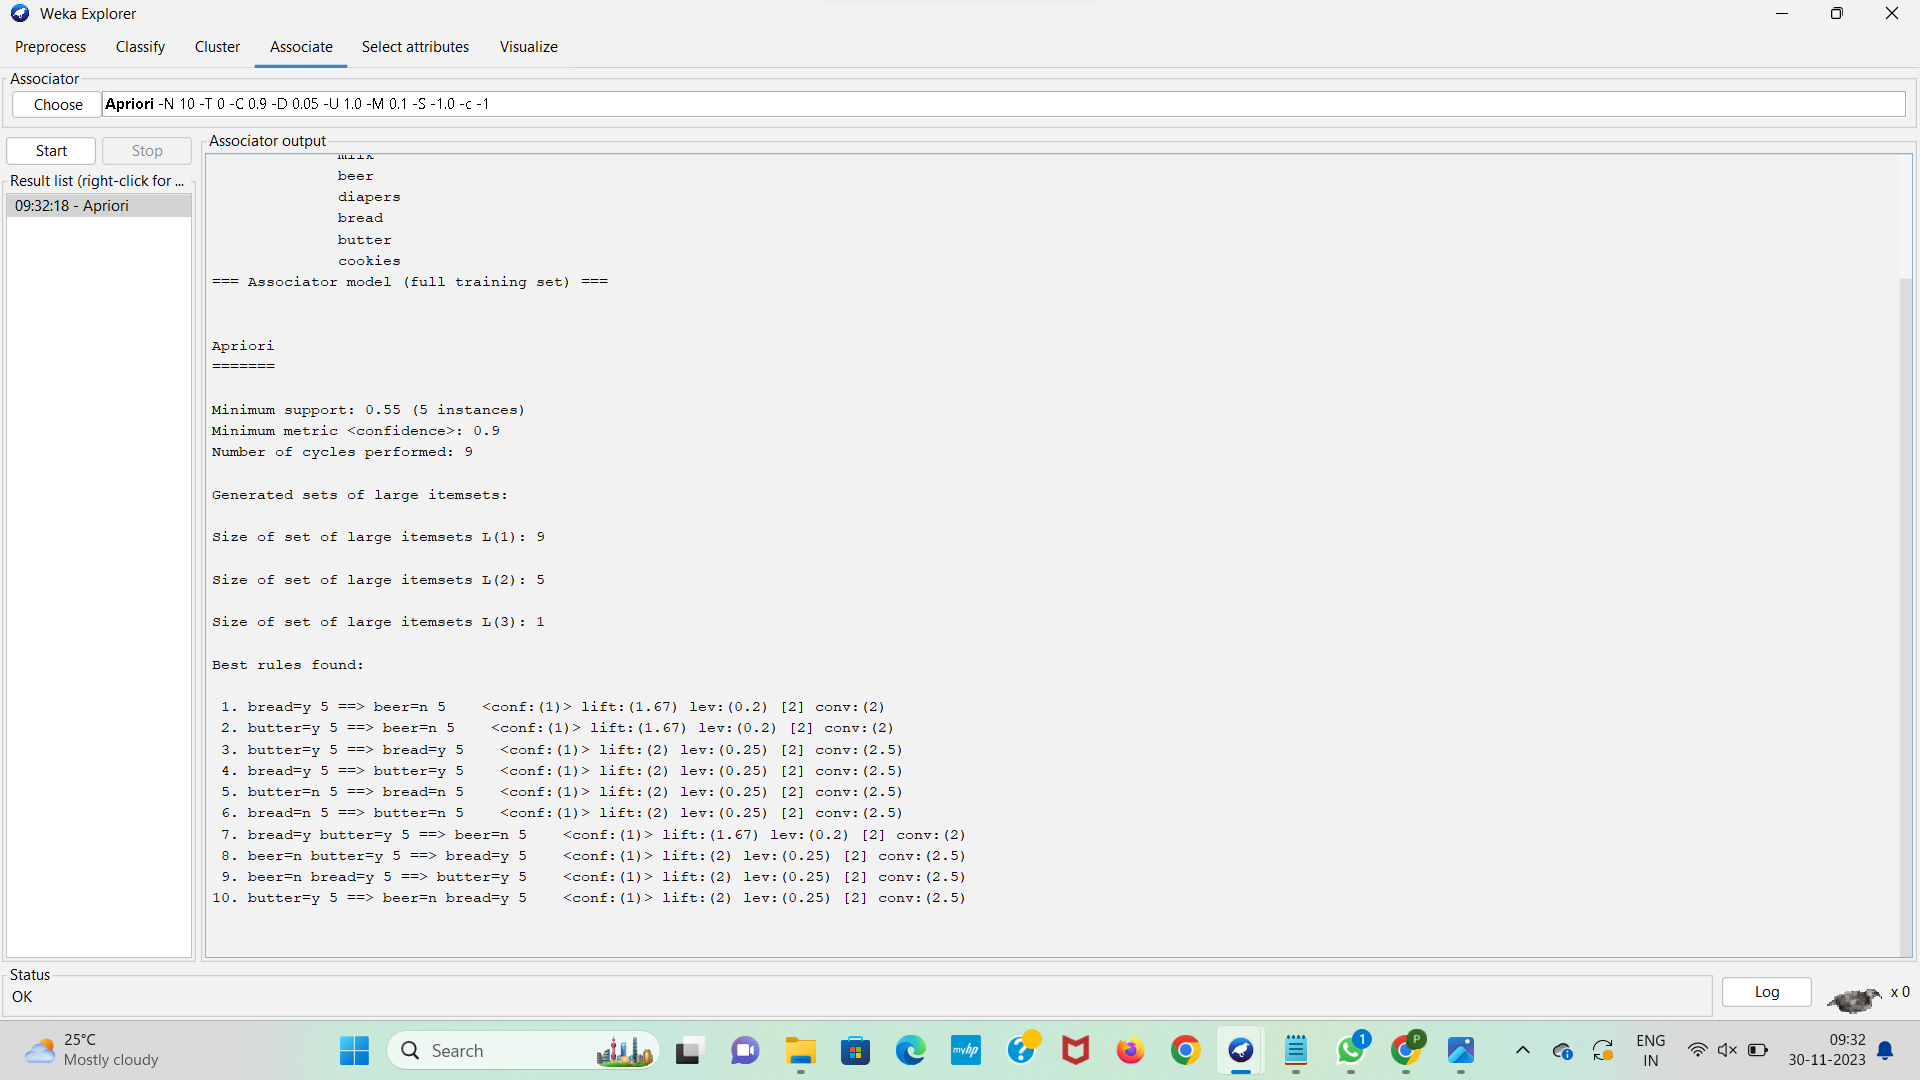 Weka Explorer
Preprocess Classify Cluster Associate Select attributes Visualize
Associator
Choose Apriori -N 10 -T 0 -C 0.9 -D 0.05 -U 1.0 -M 0.1 -S -1.0 -c -1
Start Stop
Associator output
Result list (right-click for ...
09:32:18 - Apriori
milk
beer
diapers
bread
butter
cookies
=== Associator model (full training set) ===
Apriori
=======
Minimum support: 0.55 (5 instances)
Minimum metric <confidence>: 0.9
Number of cycles performed: 9
Generated sets of large itemsets:
Size of set of large itemsets L(1): 9
Size of set of large itemsets L(2): 5
Size of set of large itemsets L(3): 1
Best rules found:
1. bread=y 5 ==> beer=n 5 <conf:(1)> lift:(1.67) lev:(0.2) [2] conv:(2)
2. butter=y 5 ==> beer=n 5 <conf:(1)> lift:(1.67) lev:(0.2) [2] conv:(2)
3. butter=y 5 ==> bread=y 5 <conf:(1)> lift:(2) lev:(0.25) [2] conv:(2.5)
4. bread=y 5 ==> butter=y 5 <conf:(1)> lift:(2) lev:(0.25) [2] conv:(2.5)
5. butter=n 5 ==> bread=n 5 <conf:(1)> lift:(2) lev:(0.25) [2] conv:(2.5)
6. bread=n 5 ==> butter=n 5 <conf:(1)> lift:(2) lev:(0.25) [2] conv:(2.5)
7. bread=y butter=y 5 ==> beer=n 5 <conf:(1)> lift:(1.67) lev:(0.2) [2] conv:(2)
8. beer=n butter=y 5 ==> bread=y 5 <conf:(1)> lift:(2) lev:(0.25) [2] conv:(2.5)
9. beer=n bread=y 5 ==> butter=y 5 <conf:(1)> lift:(2) lev:(0.25) [2] conv:(2.5)
10. butter=y 5 ==> beer=n bread=y 5 <conf:(1)> lift:(2) lev:(0.25) [2] conv:(2.5)
Status
OK
Log x 0
25°C
Mostly cloudy
Search
myhp
?
1
P
ENG
IN
09:32
30-11-2023